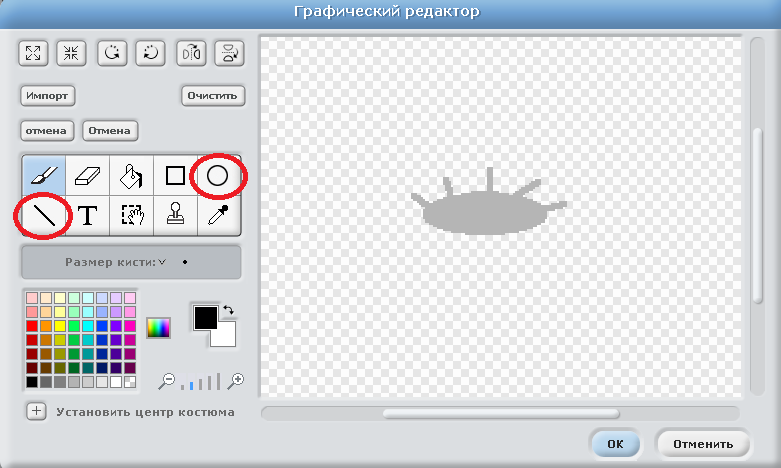 Графический редактор
Импорт
Очистить
отмена
Отмена
T
Размер кисти:
Установить центр костюма
OK
Отменить